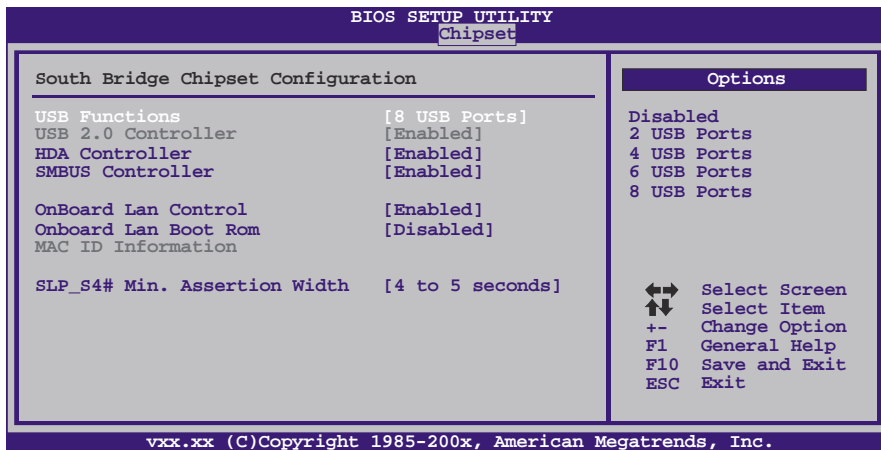 BIOS SETUP UTILITY
Chipset
South Bridge Chipset Configuration
USB Functions [8 USB Ports]
USB 2.0 Controller [Enabled]
HDA Controller [Enabled]
SMBUS Controller [Enabled]
OnBoard Lan Control [Enabled]
Onboard Lan Boot Rom [Disabled]
MAC ID Information
SLP_S4# Min. Assertion Width [4 to 5 seconds]
Options
Disabled
2 USB Ports
4 USB Ports
6 USB Ports
8 USB Ports
Select Screen
Select Item
+- Change Option
F1 General Help
F10 Save and Exit
ESC Exit
vxx.xx (C)Copyright 1985-200x, American Megatrends, Inc.